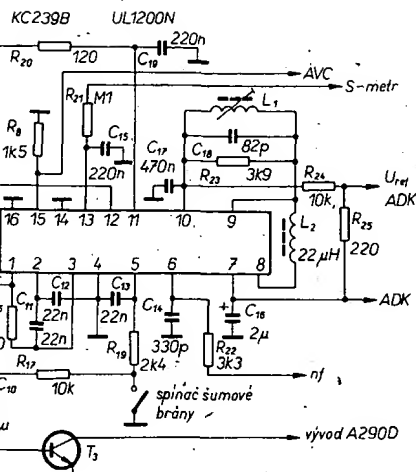 KC239B UL1200N
220n
R20 120 C19
AVC
S-metr
R21 M1 L1
R8 C15
1k5 C17 82p
470n C18
220n R23 3k9 R24
10k Uref
ADK
16 15 14 13 12 11 10 9 L2 R25
22 µH 220
1 2 3 4 5 6 7 8
C12 C13
C11 22n 22n C14 + C16 ADK
22n 330p 2µ
R19 R22
R17 2k4 3k3
C10 10k nf
spínač šumové
brány
µ
T3 vývod A290D